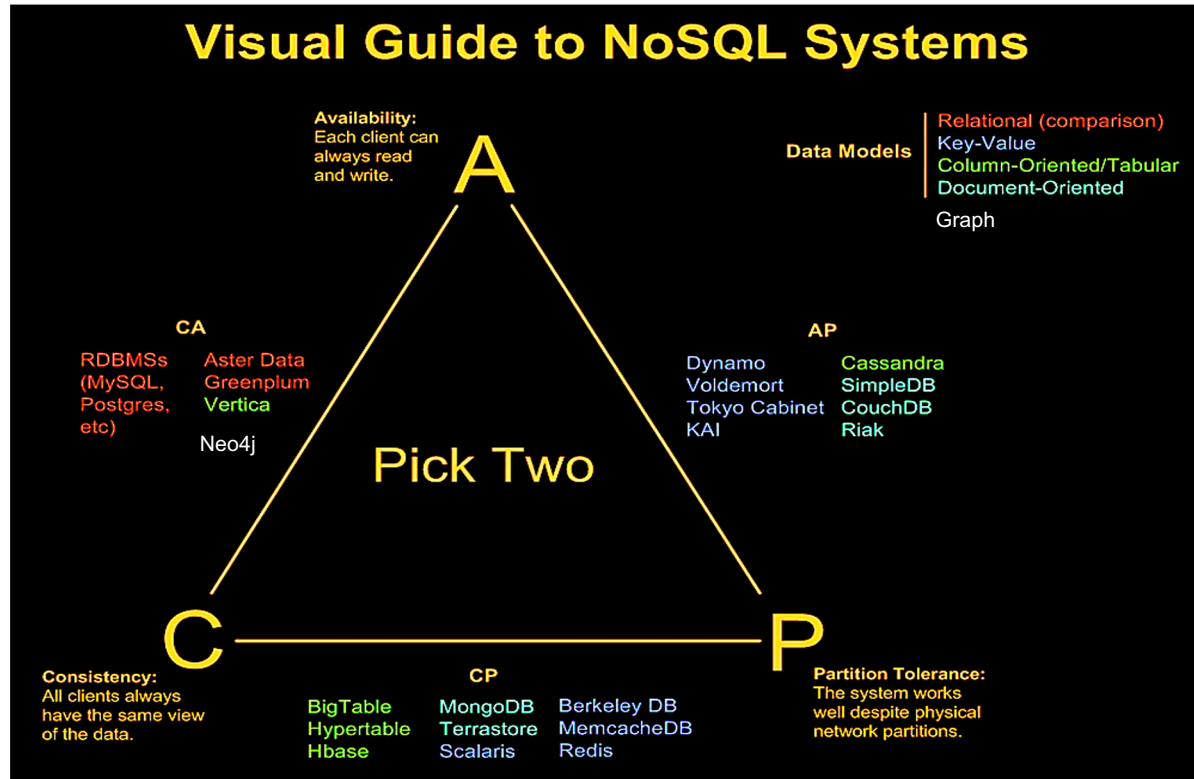 Visual Guide to NoSQL Systems
Availability:
Each client can
always read
and write.
A
Data Models
Relational (comparison)
Key-Value
Column-Oriented/Tabular
Document-Oriented
Graph
CA
RDBMSs
(MySQL,
Postgres,
etc)
Aster Data
Greenplum
Vertica
Neo4j
AP
Dynamo
Voldemort
Tokyo Cabinet
KAI
Cassandra
SimpleDB
CouchDB
Riak
Pick Two
C
Consistency:
All clients always
have the same view
of the data.
CP
BigTable
Hypertable
Hbase
MongoDB
Terrastore
Scalaris
Berkeley DB
MemcacheDB
Redis
P
Partition Tolerance:
The system works
well despite physical
network partitions.